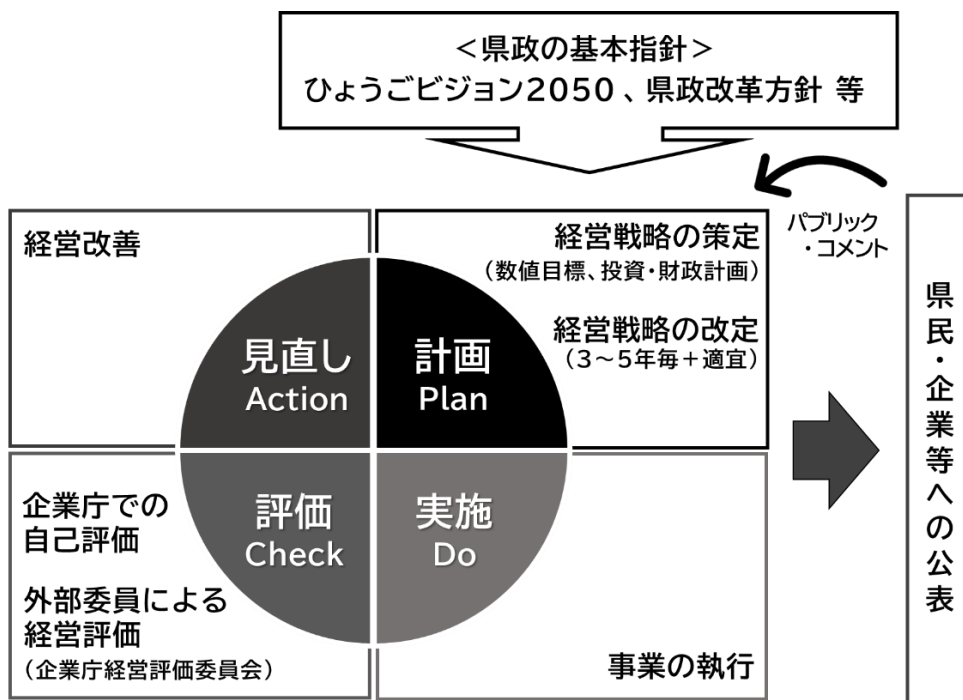 ＜県政の基本指針＞
ひょうごビジョン2050 、県政改革方針 等
パブリック
・コメント
経営改善
見直し
Action
計画
Plan
経営戦略の策定
（数値目標、投資・財政計画）
経営戦略の改定
（3～5年毎＋適宜）
企業庁での
自己評価
外部委員による
経営評価
（企業庁経営評価委員会）
評価
Check
実施
Do
事業の執行
県民・企業等への公表